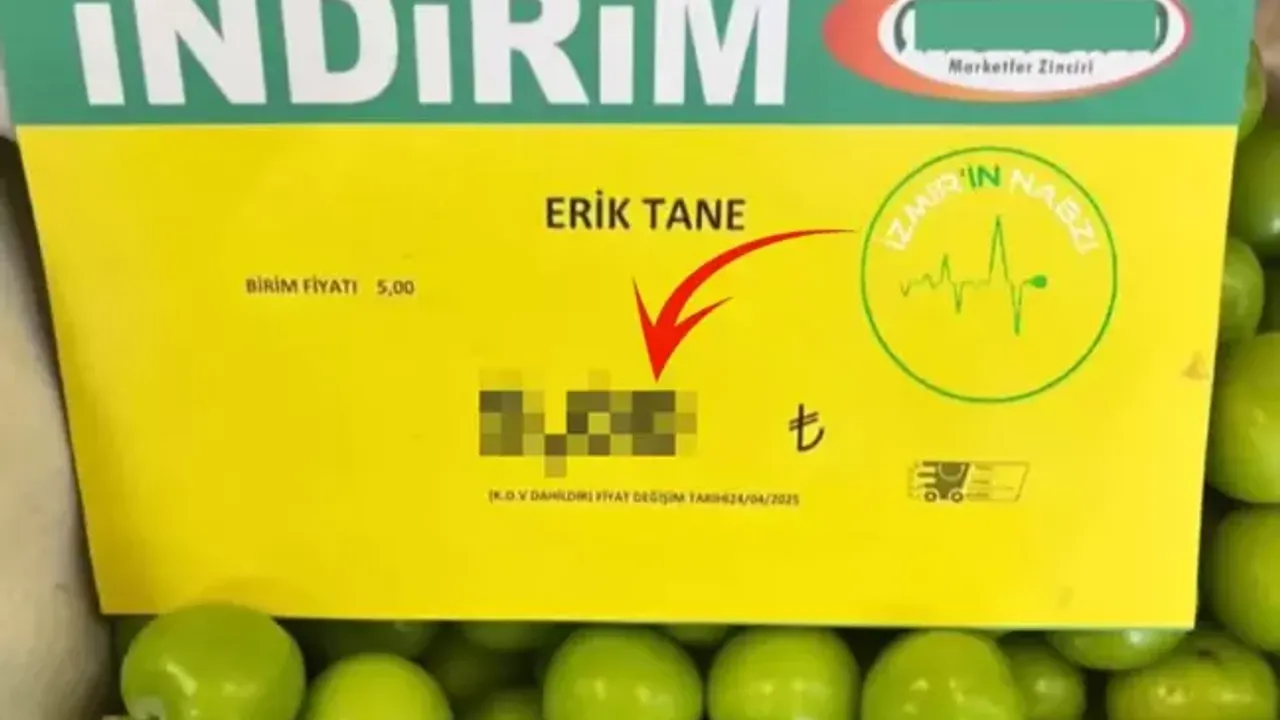 İNDİRİM
Marketler Zinciri
İZMİR'İN NABZI
ERİK TANE
BİRİM FİYATI 5,00
₺
(K.D.V DAHİLDİR) FİYAT DEĞİŞİM TARİHİ24/04/2025